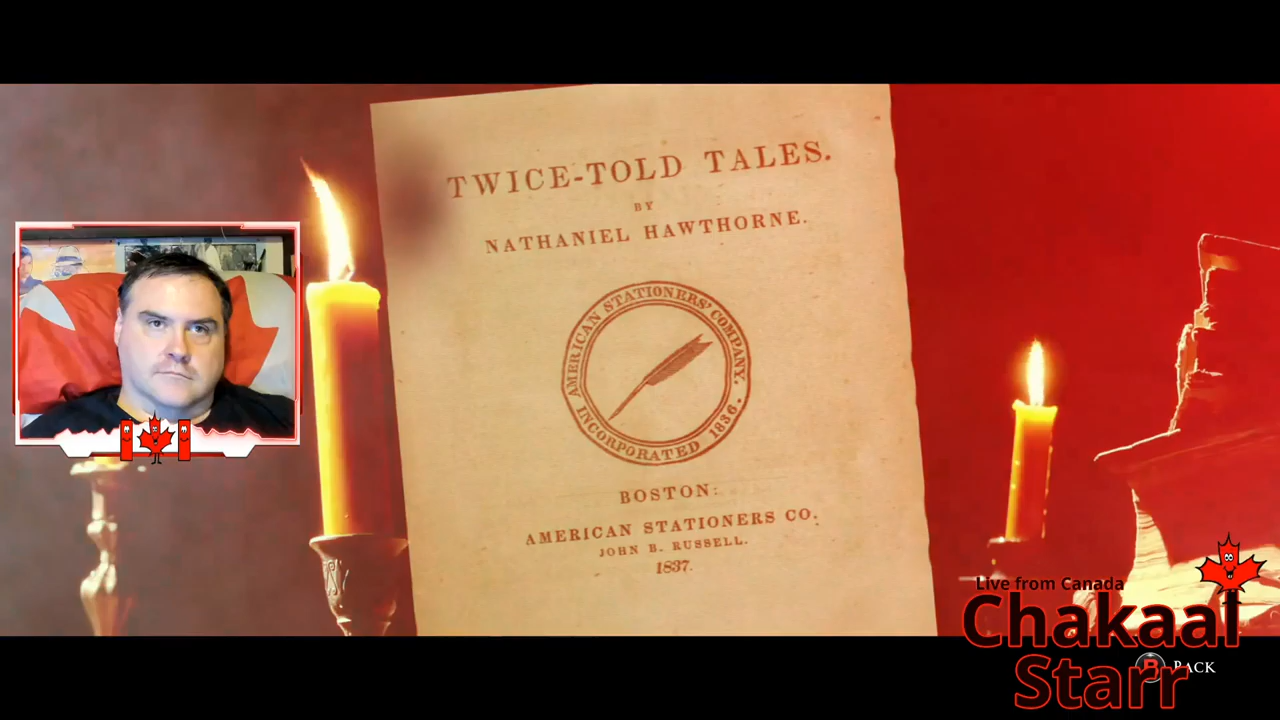 TWICE-TOLD TALES.
BY
NATHANIEL HAWTHORNE.
AMERICAN STATIONERS' COMPANY.
INCORPORATED 1836.
BOSTON:
AMERICAN STATIONERS CO.
JOHN B. RUSSELL.
1837.
Live from Canada
Chakaal
Starr
B BACK